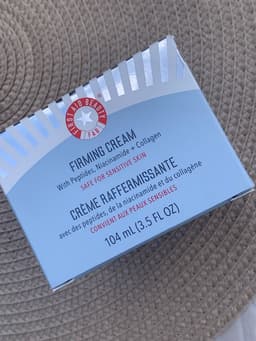 FIRST AID BEAUTY
FAB
FIRMING CREAM
With Peptides, Niacinamide + Collagen
SAFE FOR SENSITIVE SKIN
CRÈME RAFFERMISSANTE
avec des peptides, de la niacinamide et du collagène
CONVIENT AUX PEAUX SENSIBLES
104 mL (3.5 FL OZ)